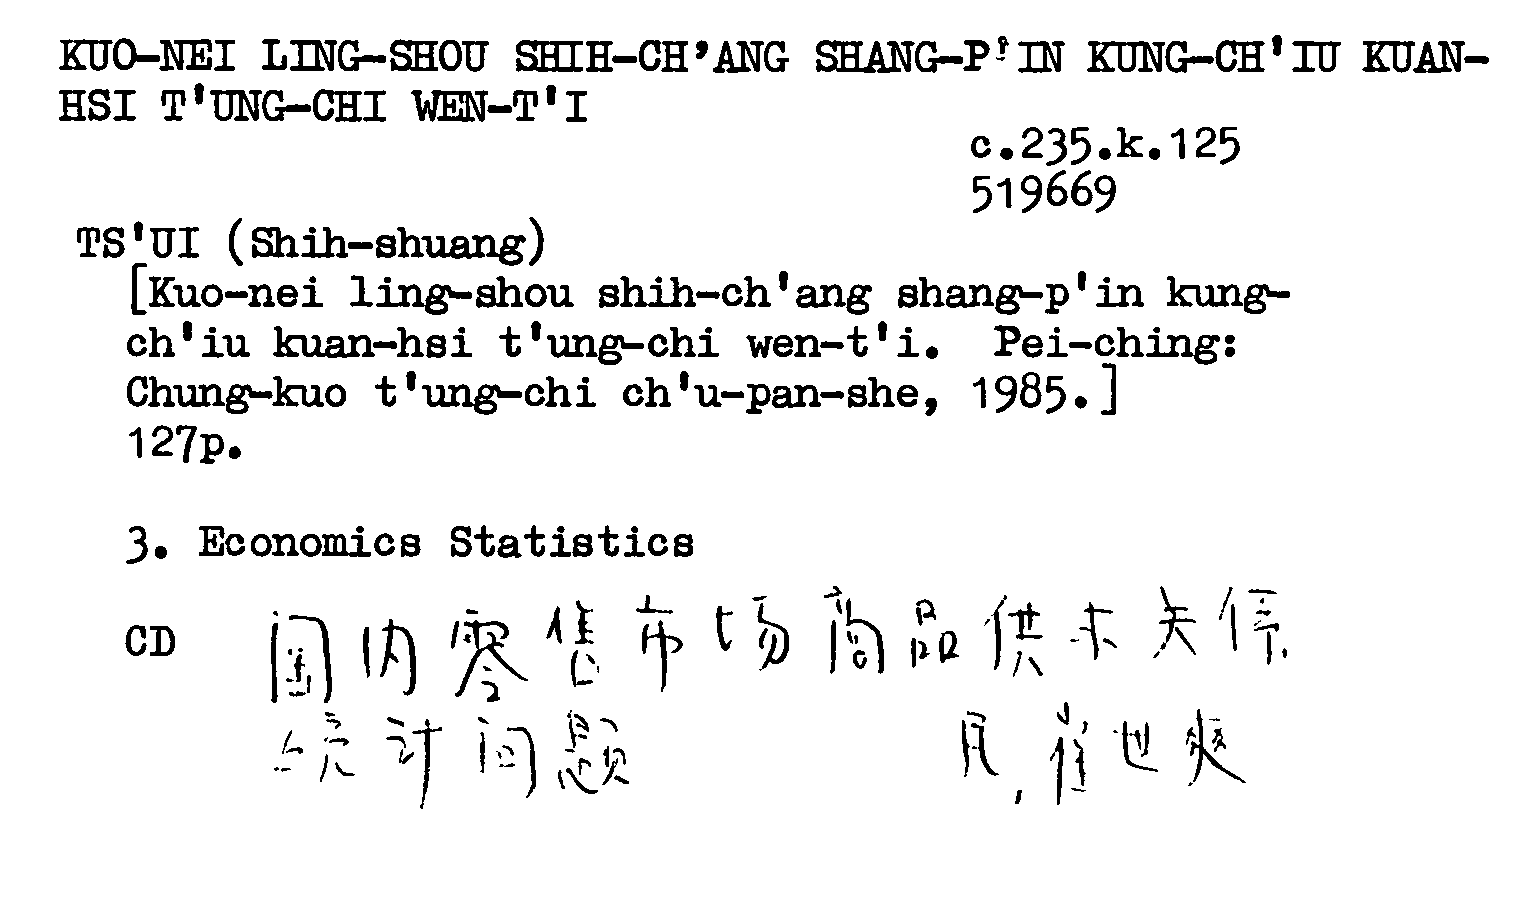 KUO-NEI LING-SHOU SHIH-CH'ANG SHANG-P'IN KUNG-CH'IU KUAN-
HSI T'UNG-CHI WEN-T'I
c.235.k.125
519669
TS'UI (Shih-shuang)
[Kuo-nei ling-shou shih-ch'ang shang-p'in kung-
ch'iu kuan-hsi t'ung-chi wen-t'i. Pei-ching:
Chung-kuo t'ung-chi ch'u-pan-she, 1985.]
127p.
3. Economics Statistics
CD 国内零售市场商品供求关係
统计问题 見,崔世爽